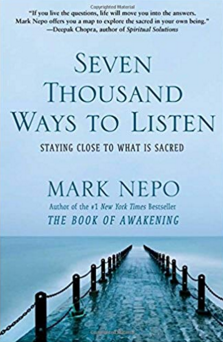 "If you live the questions, life will move you into the answers.
Mark Nepo offers you a map to explore the sacred in your own being."
—Deepak Chopra, author of Spiritual Solutions
SEVEN
THOUSAND
WAYS TO LISTEN
STAYING CLOSE TO WHAT IS SACRED
MARK NEPO
Author of the #1 New York Times Bestseller
THE BOOK OF AWAKENING